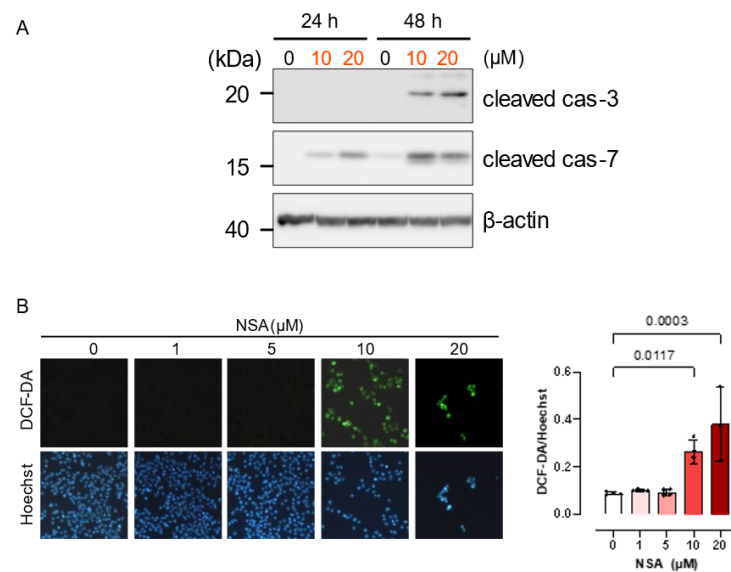 A
24 h 48 h
(kDa) 0 10 20 0 10 20 (μM)
20 cleaved cas-3
15 cleaved cas-7
40 β-actin
B
NSA (μM)
0 1 5 10 20
DCF-DA
Hoechst
0.0003
0.0117
0.6
0.4
0.2
0.0
DCF-DA/Hoechst
0 1 5 10 20
NSA (μM)